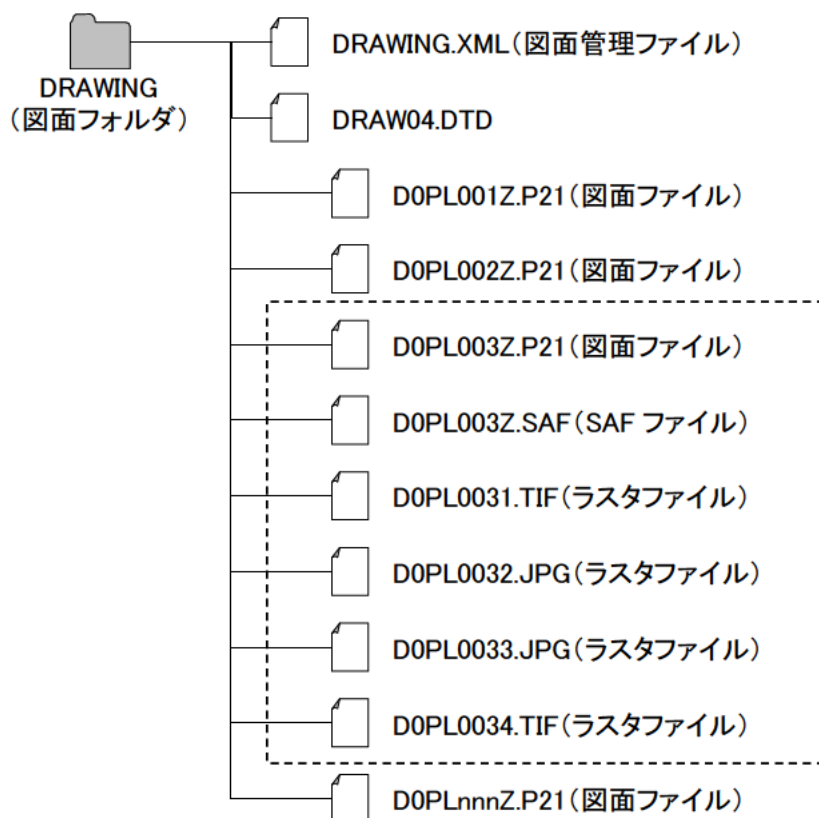 DRAWING.XML(図面管理ファイル)
DRAWING
(図面フォルダ)
DRAW04.DTD
D0PL001Z.P21(図面ファイル)
D0PL002Z.P21(図面ファイル)
D0PL003Z.P21(図面ファイル)
D0PL003Z.SAF(SAF ファイル)
D0PL0031.TIF(ラスタファイル)
D0PL0032.JPG(ラスタファイル)
D0PL0033.JPG(ラスタファイル)
D0PL0034.TIF(ラスタファイル)
D0PLnnnZ.P21(図面ファイル)